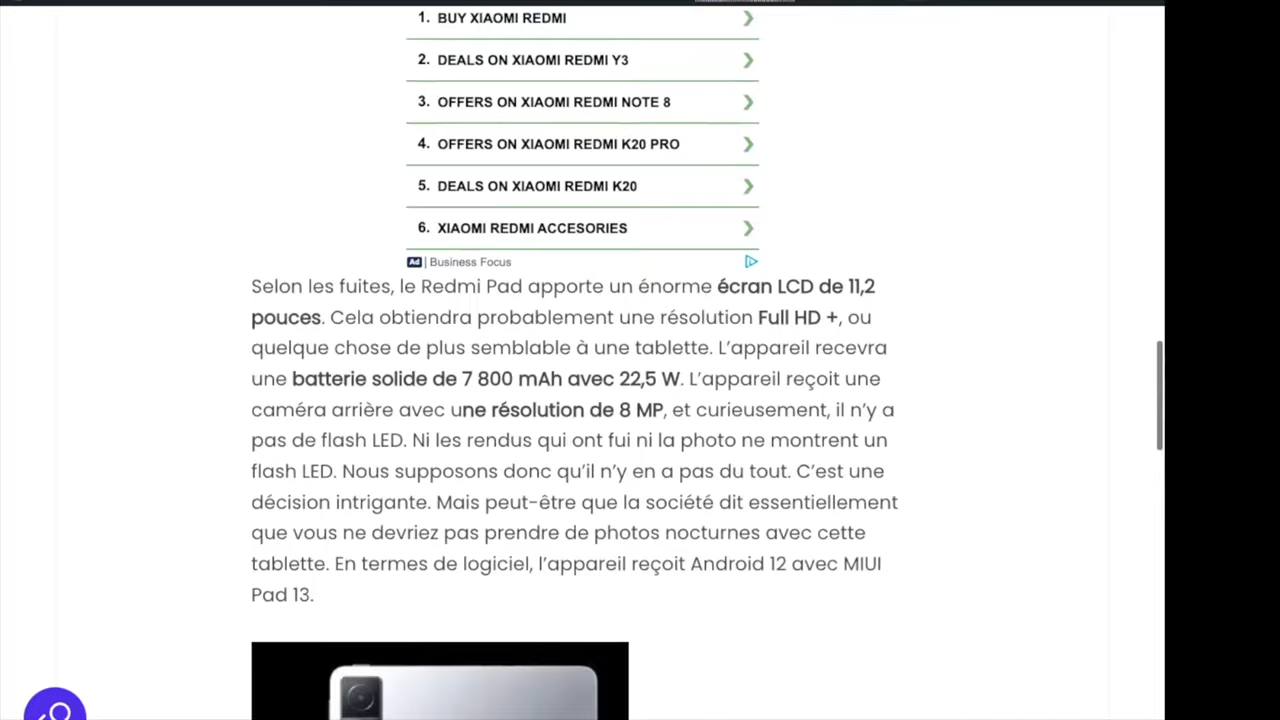 1. BUY XIAOMI REDMI
2. DEALS ON XIAOMI REDMI Y3
3. OFFERS ON XIAOMI REDMI NOTE 8
4. OFFERS ON XIAOMI REDMI K20 PRO
5. DEALS ON XIAOMI REDMI K20
6. XIAOMI REDMI ACCESORIES
Ad | Business Focus
Selon les fuites, le Redmi Pad apporte un énorme écran LCD de 11,2
pouces. Cela obtiendra probablement une résolution Full HD +, ou
quelque chose de plus semblable à une tablette. L’appareil recevra
une batterie solide de 7 800 mAh avec 22,5 W. L’appareil reçoit une
caméra arrière avec une résolution de 8 MP, et curieusement, il n’y a
pas de flash LED. Ni les rendus qui ont fui ni la photo ne montrent un
flash LED. Nous supposons donc qu’il n’y en a pas du tout. C’est une
décision intrigante. Mais peut-être que la société dit essentiellement
que vous ne devriez pas prendre de photos nocturnes avec cette
tablette. En termes de logiciel, l’appareil reçoit Android 12 avec MIUI
Pad 13.